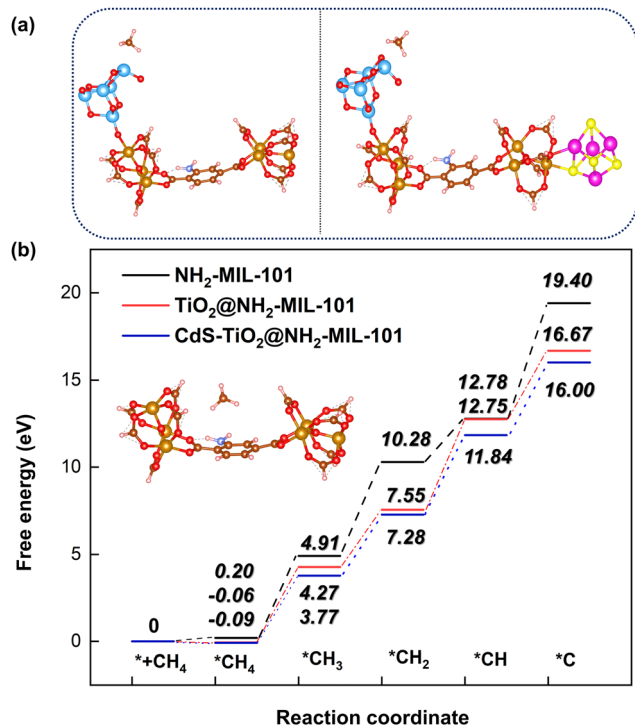 (a)
(b)
NH₂-MIL-101
TiO₂@NH₂-MIL-101
CdS-TiO₂@NH₂-MIL-101
Free energy (eV)
20
15
10
5
0
0
0.20
-0.06
-0.09
4.91
4.27
3.77
10.28
7.55
7.28
12.78
12.75
11.84
19.40
16.67
16.00
*+CH₄
*CH₄
*CH₃
*CH₂
*CH
*C
Reaction coordinate